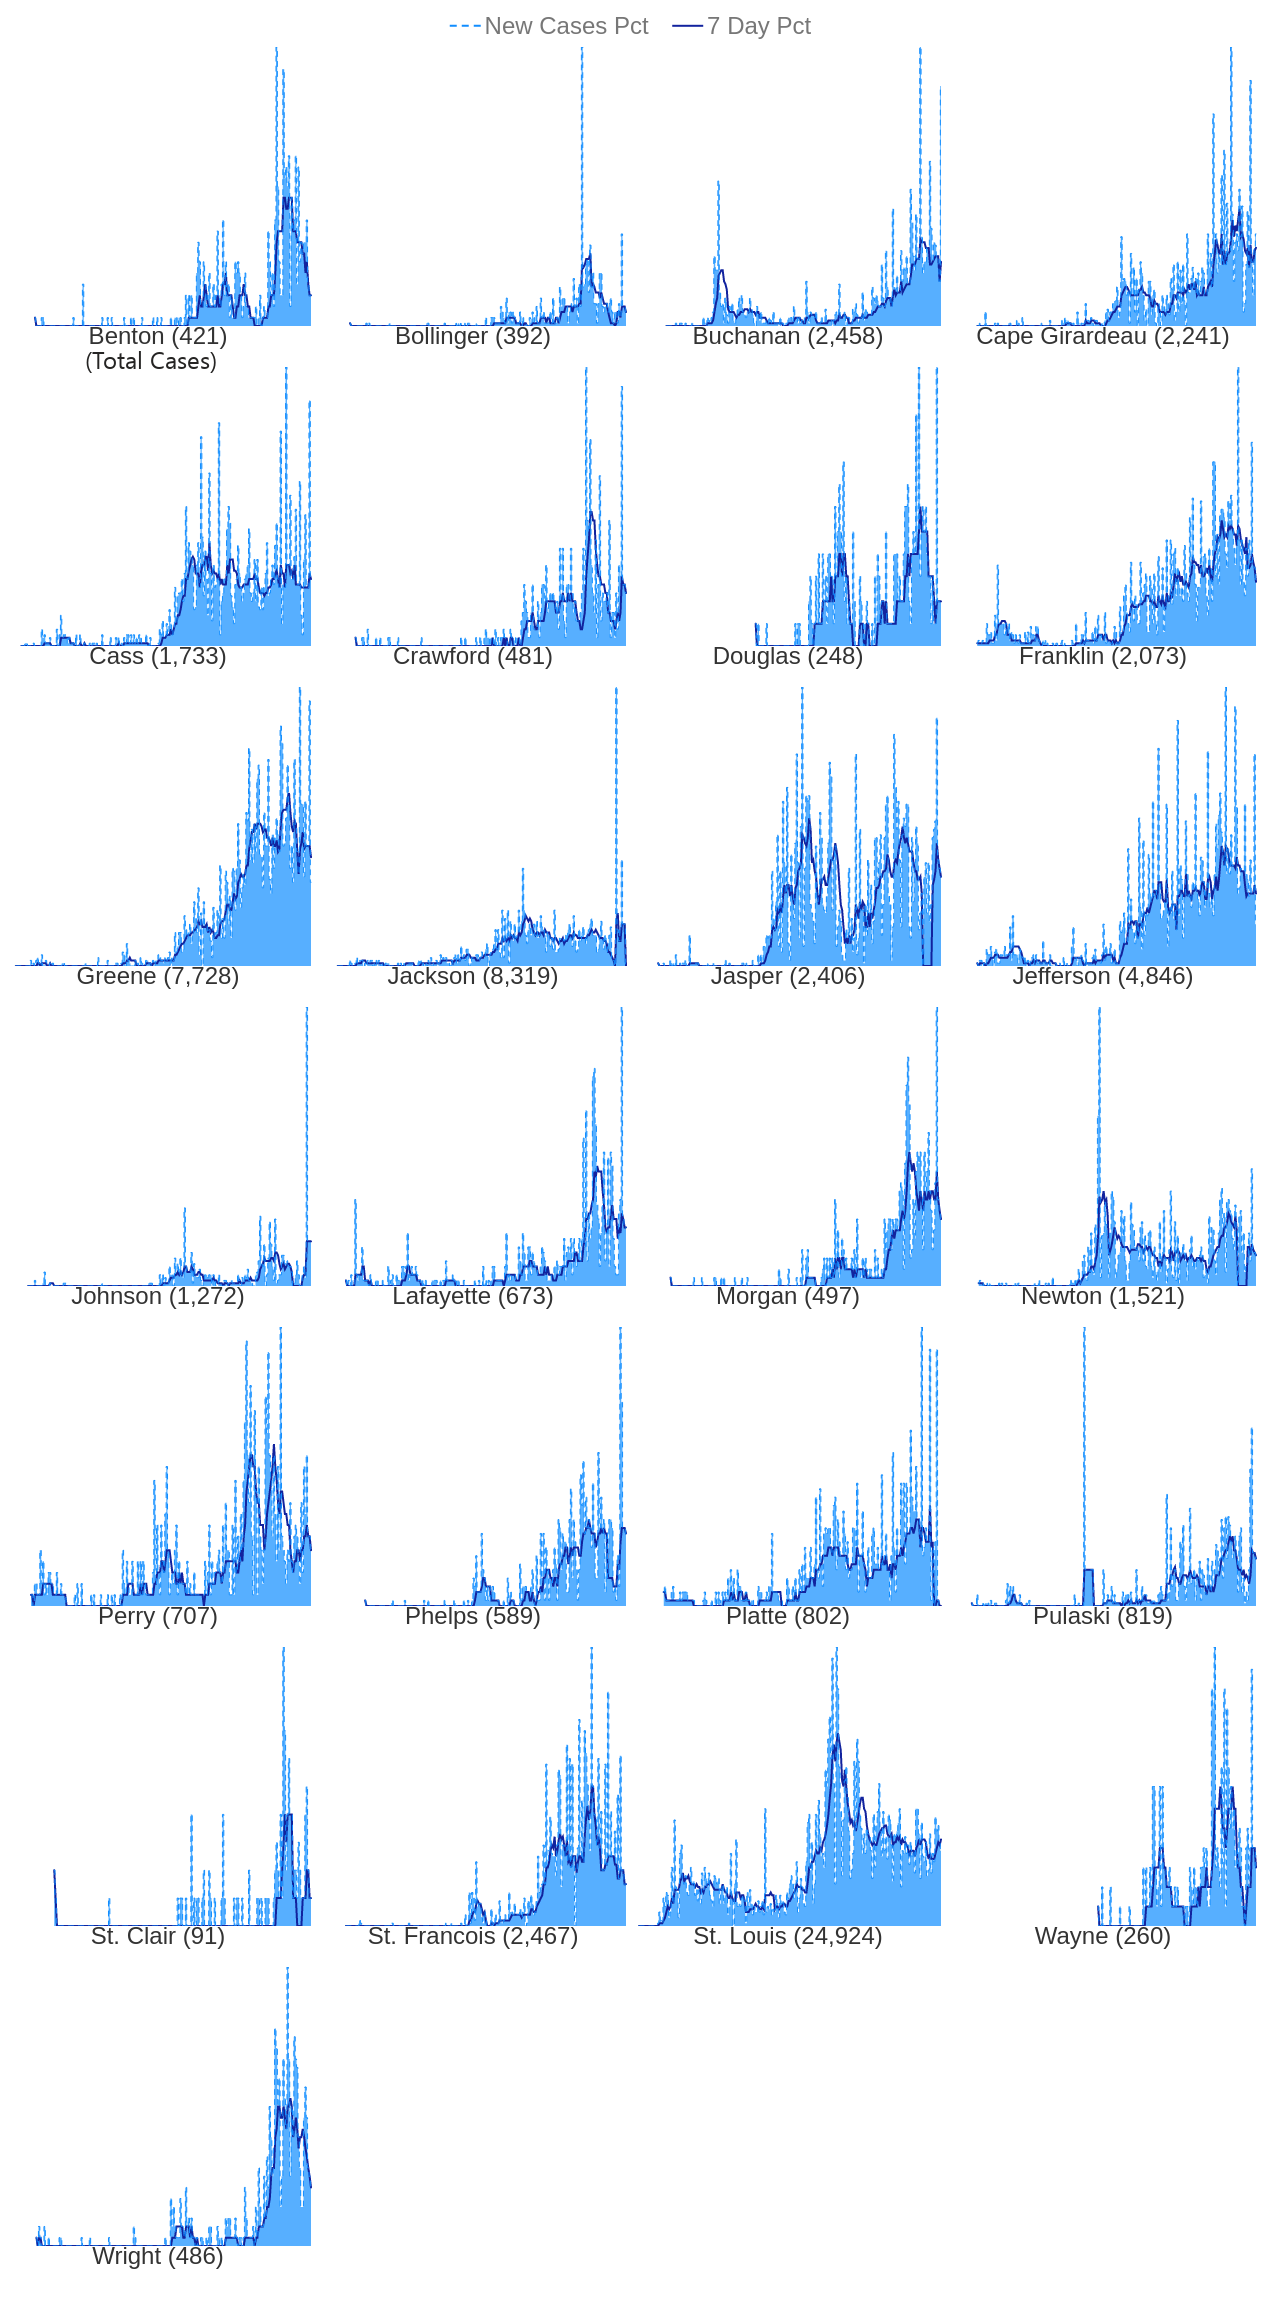 New Cases Pct 7 Day Pct
Benton (421) Bollinger (392) Buchanan (2,458) Cape Girardeau (2,241)
(Total Cases)
Cass (1,733) Crawford (481) Douglas (248) Franklin (2,073)
Greene (7,728) Jackson (8,319) Jasper (2,406) Jefferson (4,846)
Johnson (1,272) Lafayette (673) Morgan (497) Newton (1,521)
Perry (707) Phelps (589) Platte (802) Pulaski (819)
St. Clair (91) St. Francois (2,467) St. Louis (24,924) Wayne (260)
Wright (486)